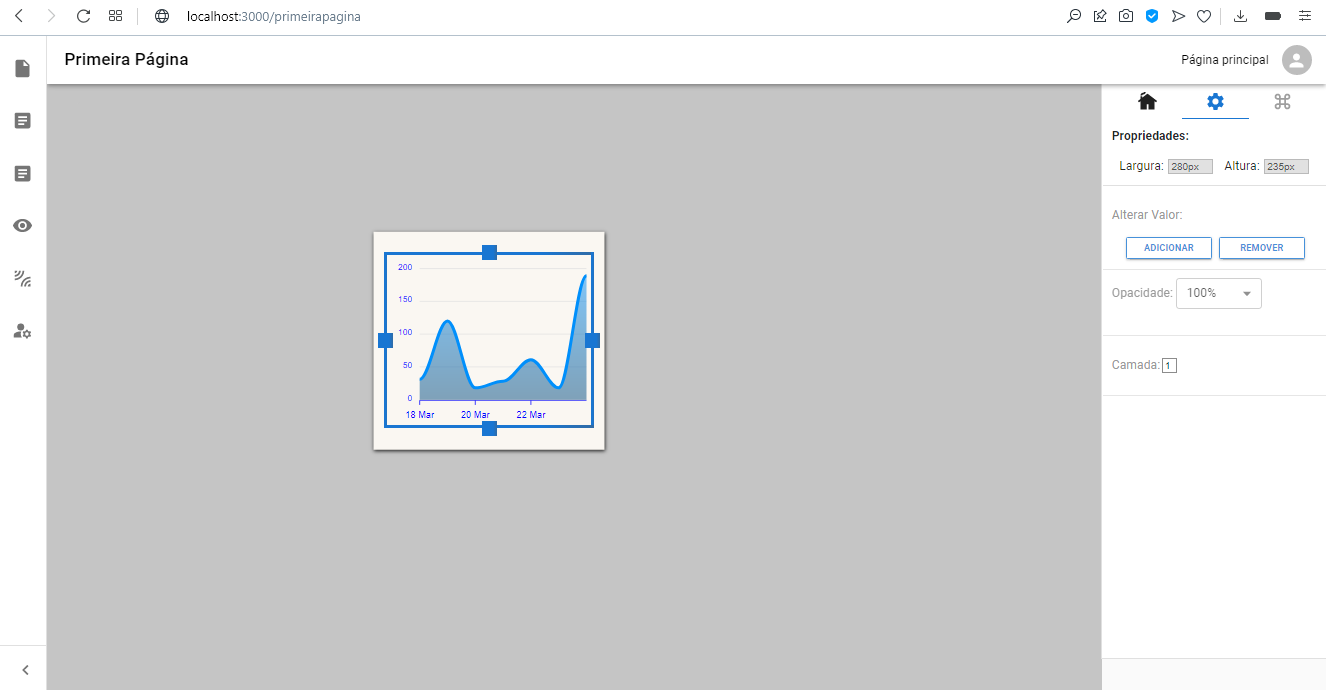 localhost:3000/primeirapagina
Primeira Página
Página principal
Propriedades:
Largura: 280px Altura: 235px
Alterar Valor:
ADICIONAR REMOVER
Opacidade: 100%
Camada: 1
200
150
100
50
0
18 Mar 20 Mar 22 Mar